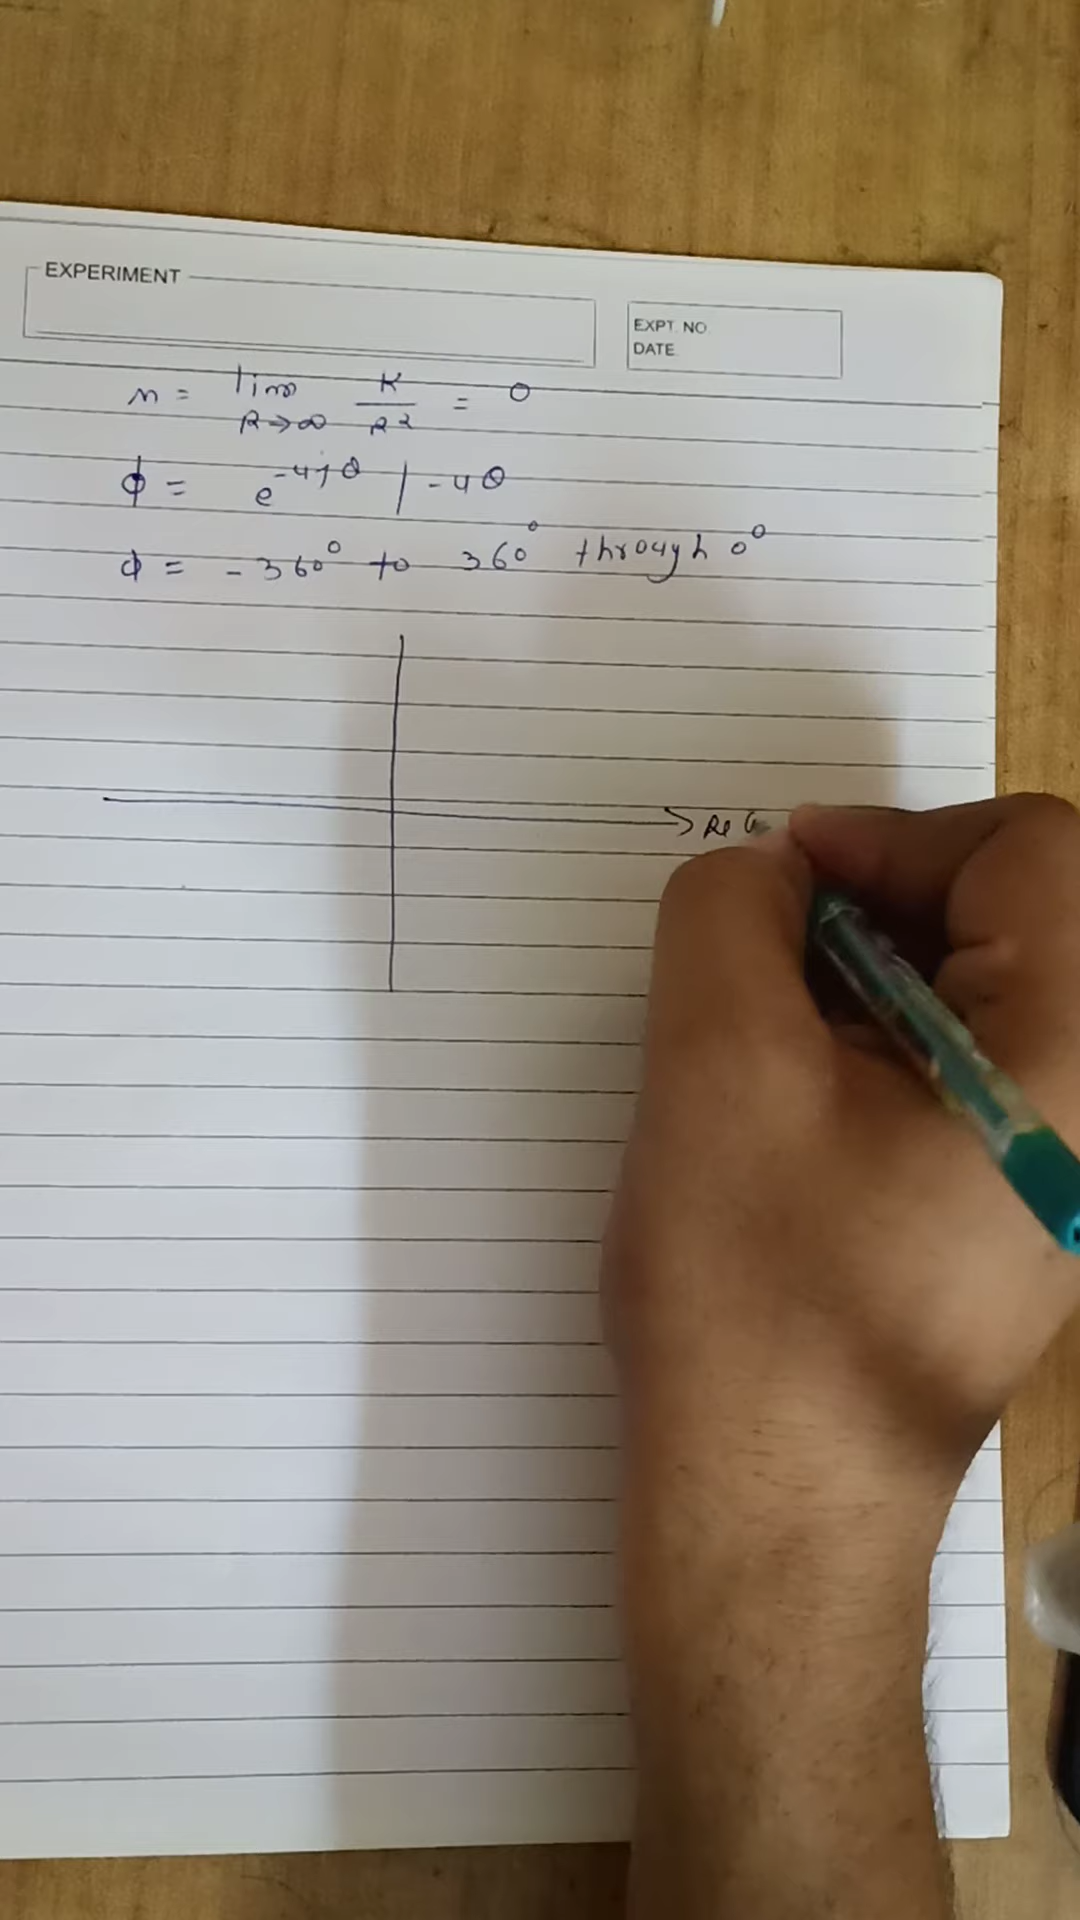 EXPERIMENT
EXPT. NO.
DATE
m = lim R→∞ K/R² = 0
ϕ = e^-4jθ | -4θ
ϕ = -360° to 360° through 0°
Re